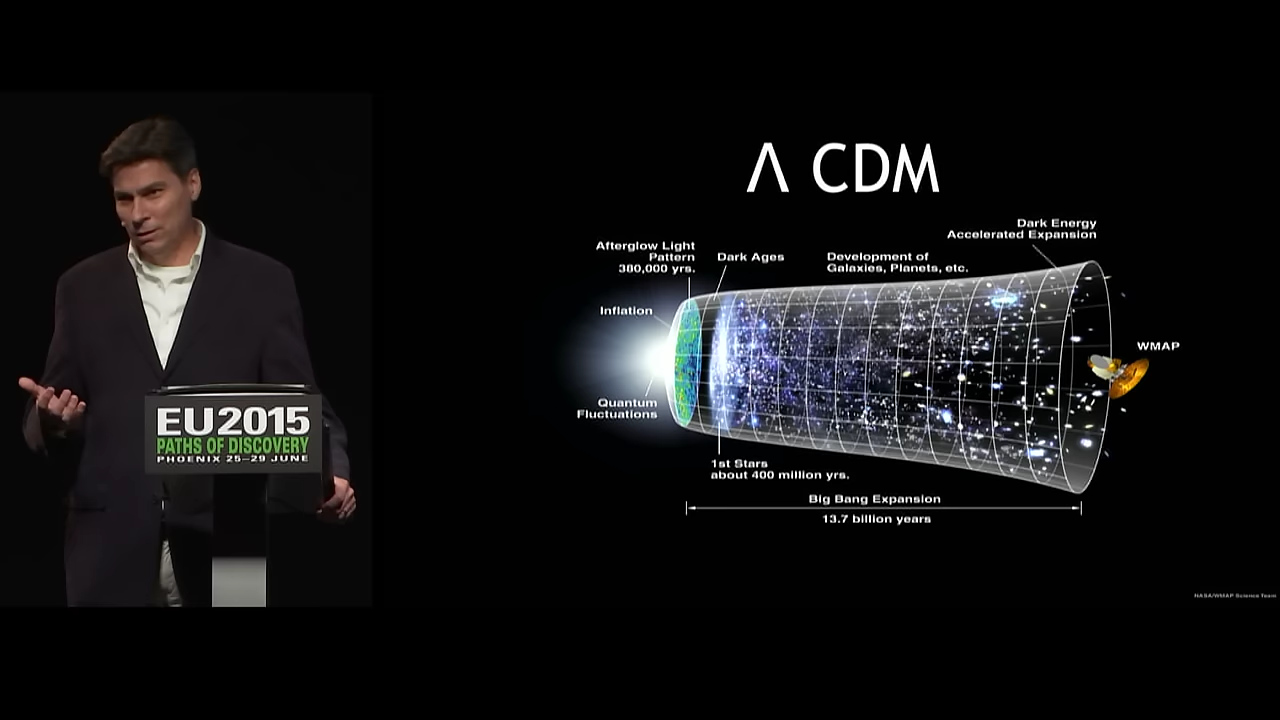 EU2015
PATHS OF DISCOVERY
PHOENIX 25–29 JUNE
Λ CDM
Dark Energy
Accelerated Expansion
Afterglow Light
Pattern
380,000 yrs.
Dark Ages
Development of
Galaxies, Planets, etc.
Inflation
WMAP
Quantum
Fluctuations
1st Stars
about 400 million yrs.
Big Bang Expansion
13.7 billion years
NASA/WMAP Science Team